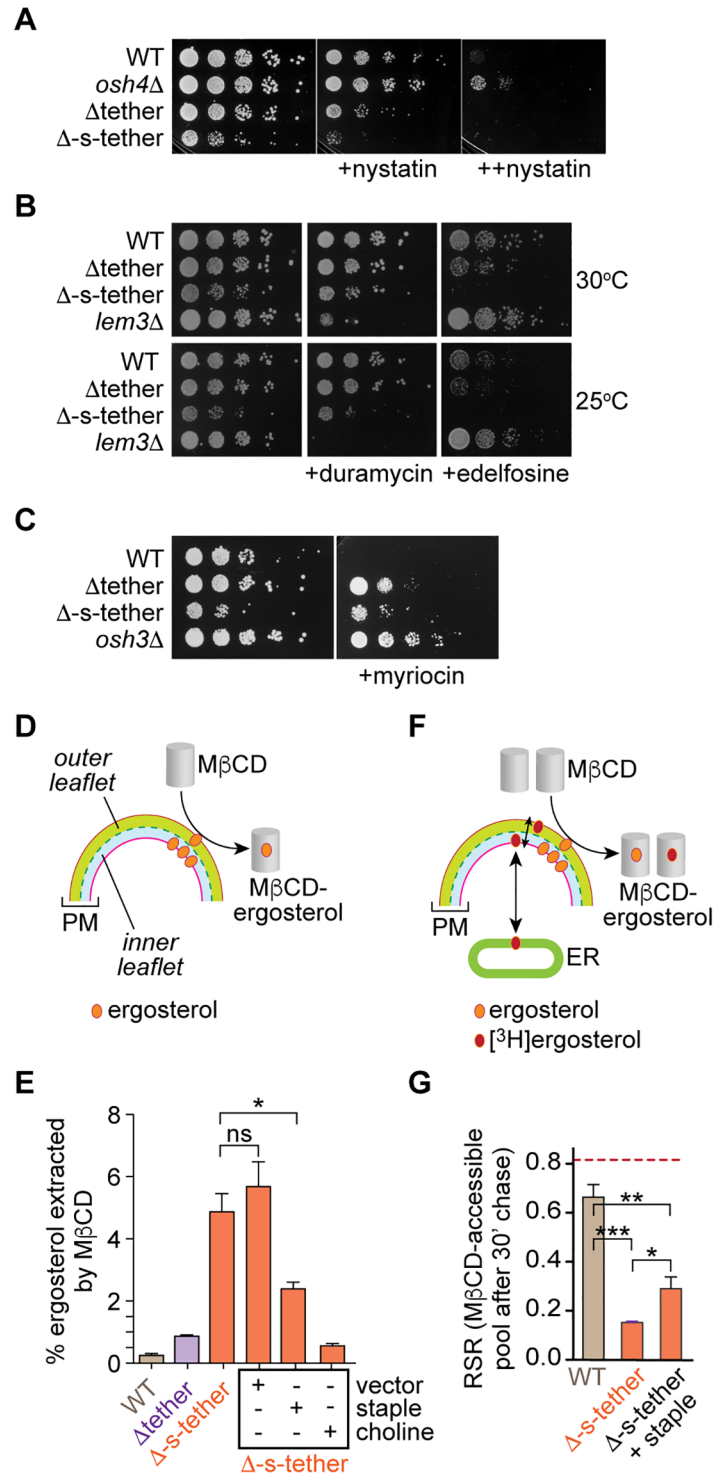 A
WT
osh4Δ
Δtether
Δ-s-tether
+nystatin ++nystatin
B
WT
Δtether
Δ-s-tether
lem3Δ
30°C
WT
Δtether
Δ-s-tether
lem3Δ
25°C
+duramycin +edelfosine
C
WT
Δtether
Δ-s-tether
osh3Δ
+myriocin
D
outer
leaflet
MβCD
MβCD-
ergosterol
PM
inner
leaflet
ergosterol
F
MβCD
MβCD-
ergosterol
PM
ER
ergosterol
[³H]ergosterol
E
% ergosterol extracted
by MβCD
8
6
4
2
0
ns
*
WT
Δtether
Δ-s-tether
+ - - vector
- + - staple
- - + choline
Δ-s-tether
G
RSR (MβCD-accessible
pool after 30' chase)
0.8
0.6
0.4
0.2
0.0
**
***
*
WT
Δ-s-tether
Δ-s-tether
+ staple